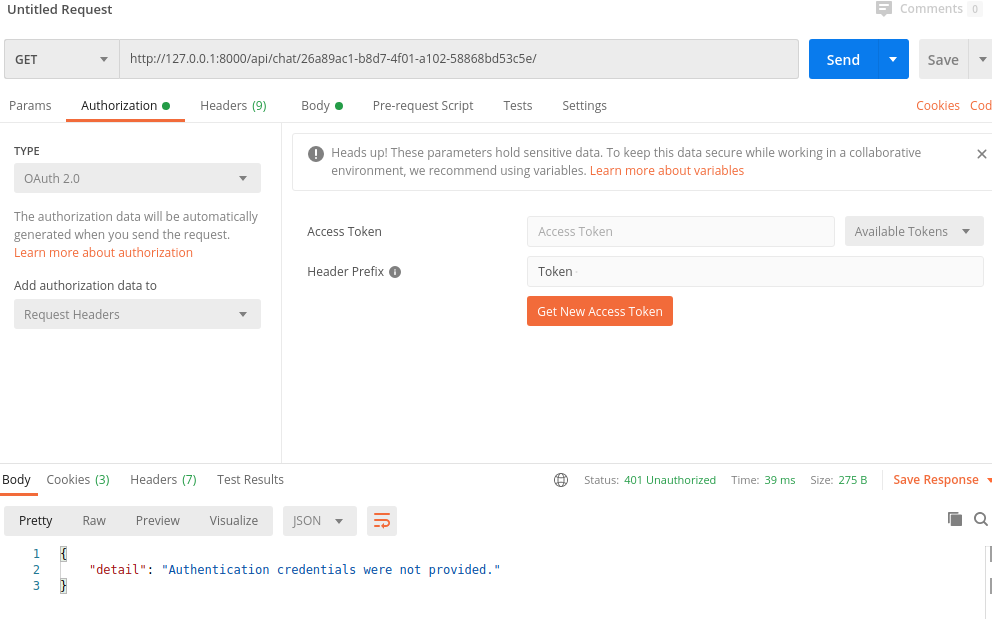 Untitled Request
Comments 0
GET http://127.0.0.1:8000/api/chat/26a89ac1-b8d7-4f01-a102-58868bd53c5e/ Send Save
Params Authorization Headers (9) Body Pre-request Script Tests Settings Cookies Cod
TYPE
OAuth 2.0
The authorization data will be automatically
generated when you send the request.
Learn more about authorization
Add authorization data to
Request Headers
Heads up! These parameters hold sensitive data. To keep this data secure while working in a collaborative
environment, we recommend using variables. Learn more about variables
Access Token Access Token Available Tokens
Header Prefix Token
Get New Access Token
Body Cookies (3) Headers (7) Test Results Status: 401 Unauthorized Time: 39 ms Size: 275 B Save Response
Pretty Raw Preview Visualize JSON
1 {
2 "detail": "Authentication credentials were not provided."
3 }